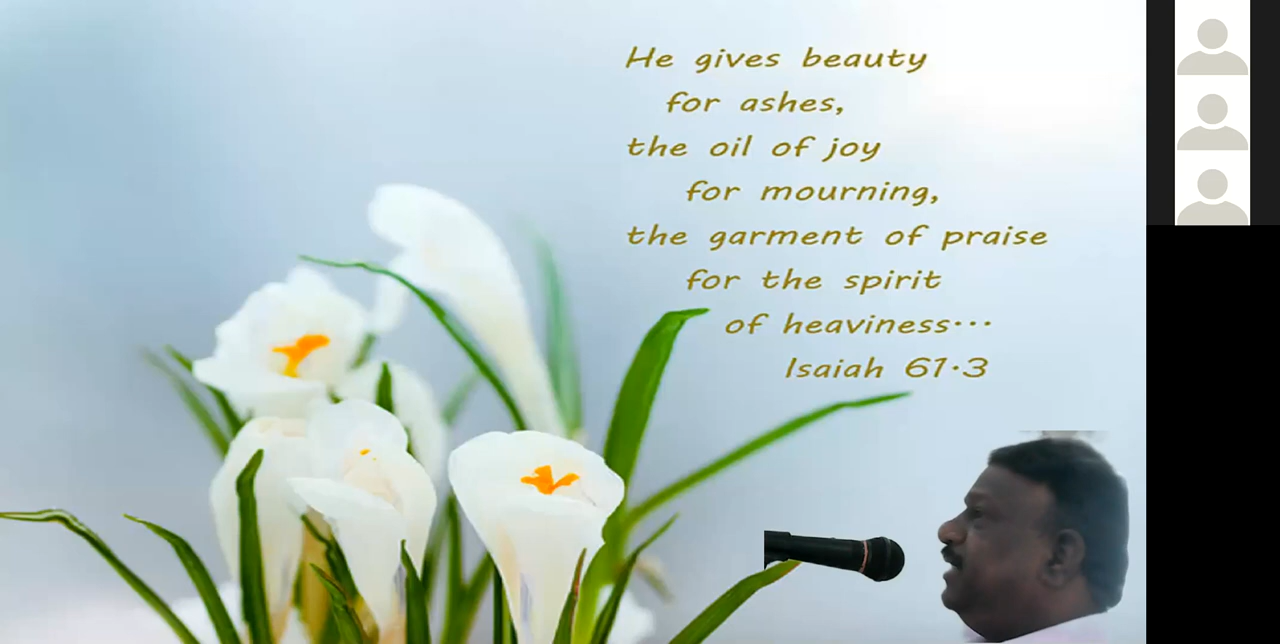 He gives beauty
for ashes,
the oil of joy
for mourning,
the garment of praise
for the spirit
of heaviness...
Isaiah 61:3